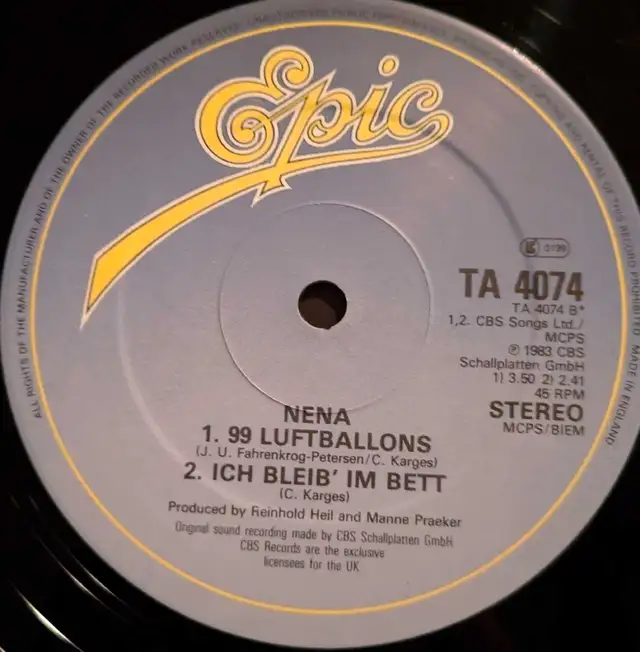 ALL RIGHTS OF THE MANUFACTURER AND OF THE OWNER OF THE RECORDED WORK RESERVED.
PROHIBITED. MADE IN ENGLAND
Epic
TA 4074
TA 4074 B*
1,2. CBS Songs Ltd./
MCPS
℗ 1983 CBS
Schallplatten GmbH
1) 3.50 2) 2.41
45 RPM
STEREO
MCPS/BIEM
NENA
1. 99 LUFTBALLONS
(J. U. Fahrenkrog-Petersen/C. Karges)
2. ICH BLEIB' IM BETT
(C. Karges)
Produced by Reinhold Heil and Manne Praeker
Original sound recording made by CBS Schallplatten GmbH
CBS Records are the exclusive
licensees for the UK